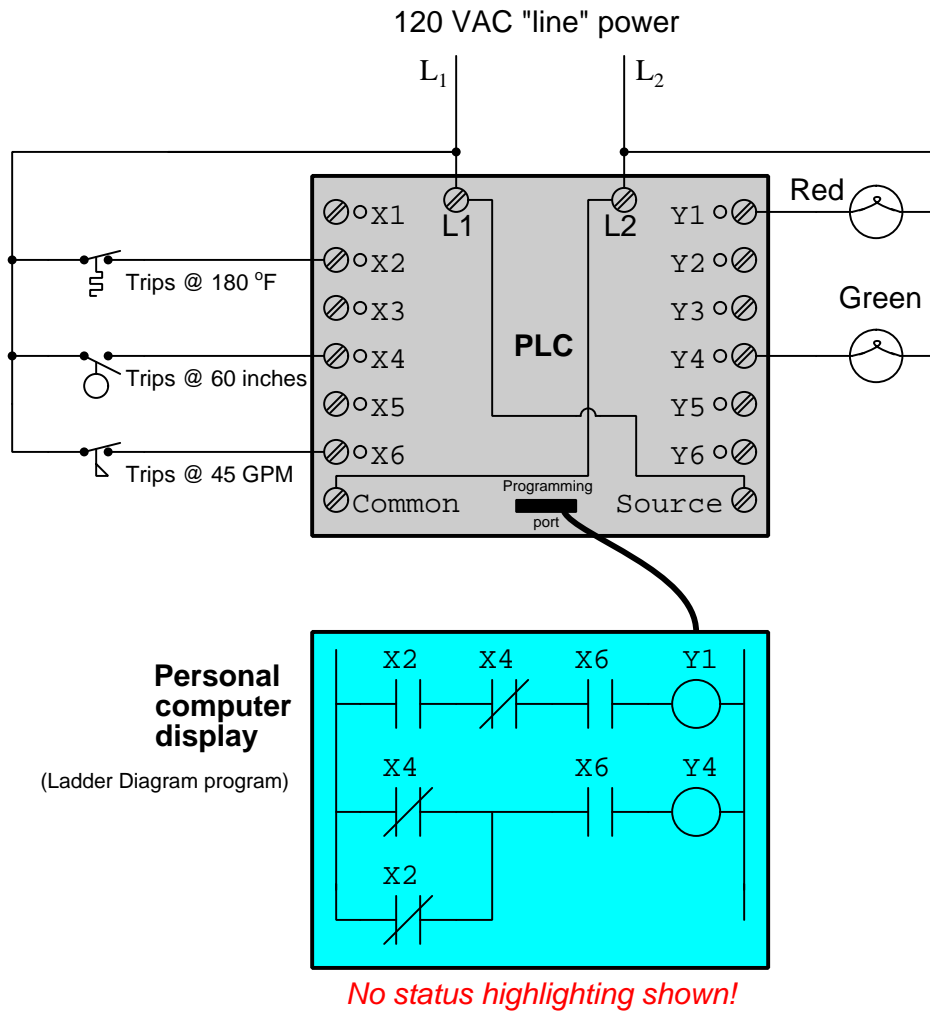 120 VAC "line" power
L1 L2
Red
X1 L1 L2 Y1
X2 Y2
Trips @ 180 °F
X3 Y3
Green
PLC
X4 Y4
Trips @ 60 inches
X5 Y5
X6 Y6
Trips @ 45 GPM
Common Programming port Source
X2 X4 X6 Y1
Personal
computer
display
(Ladder Diagram program)
X4 X6 Y4
X2
No status highlighting shown!